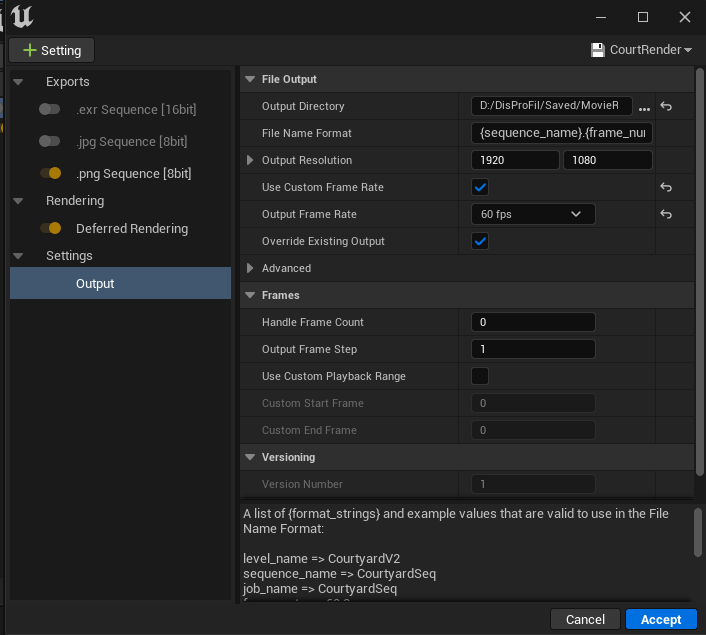 Setting
CourtRender
Exports
.exr Sequence [16bit]
.jpg Sequence [8bit]
.png Sequence [8bit]
Rendering
Deferred Rendering
Settings
Output
File Output
Output Directory D:/DisProFil/Saved/MovieR ...
File Name Format {sequence_name}.{frame_nu
Output Resolution 1920 1080
Use Custom Frame Rate
Output Frame Rate 60 fps
Override Existing Output
Advanced
Frames
Handle Frame Count 0
Output Frame Step 1
Use Custom Playback Range
Custom Start Frame 0
Custom End Frame 0
Versioning
Version Number 1
A list of {format_strings} and example values that are valid to use in the File
Name Format:
level_name => CourtyardV2
sequence_name => CourtyardSeq
job_name => CourtyardSeq
Cancel
Accept